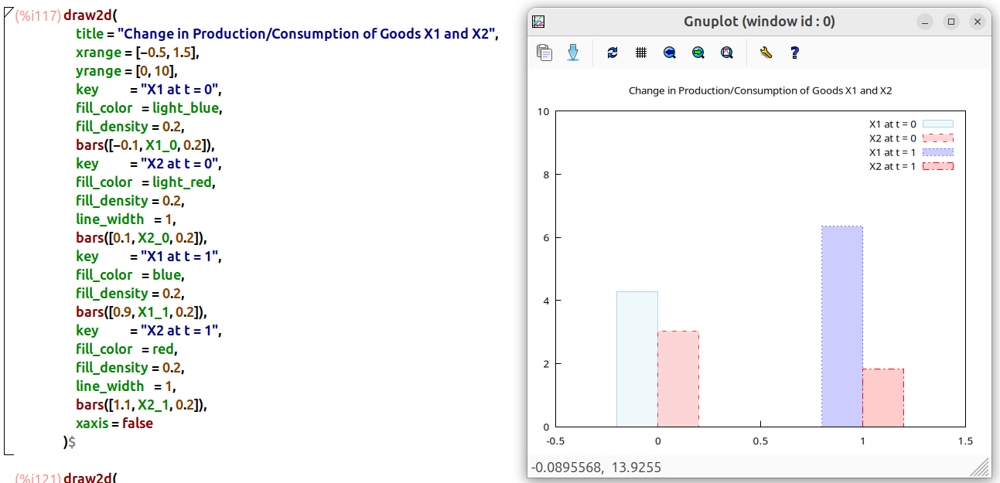 (%i117) draw2d(
title = "Change in Production/Consumption of Goods X1 and X2",
xrange = [−0.5, 1.5],
yrange = [0, 10],
key = "X1 at t = 0",
fill_color = light_blue,
fill_density = 0.2,
bars([−0.1, X1_0, 0.2]),
key = "X2 at t = 0",
fill_color = light_red,
fill_density = 0.2,
line_width = 1,
bars([0.1, X2_0, 0.2]),
key = "X1 at t = 1",
fill_color = blue,
fill_density = 0.2,
bars([0.9, X1_1, 0.2]),
key = "X2 at t = 1",
fill_color = red,
fill_density = 0.2,
line_width = 1,
bars([1.1, X2_1, 0.2]),
xaxis = false
)$
(%i121) draw2d(
Gnuplot (window id : 0)
Change in Production/Consumption of Goods X1 and X2
X1 at t = 0
X2 at t = 0
X1 at t = 1
X2 at t = 1
10
8
6
4
2
0
-0.5 0 0.5 1 1.5
-0.0895568, 13.9255